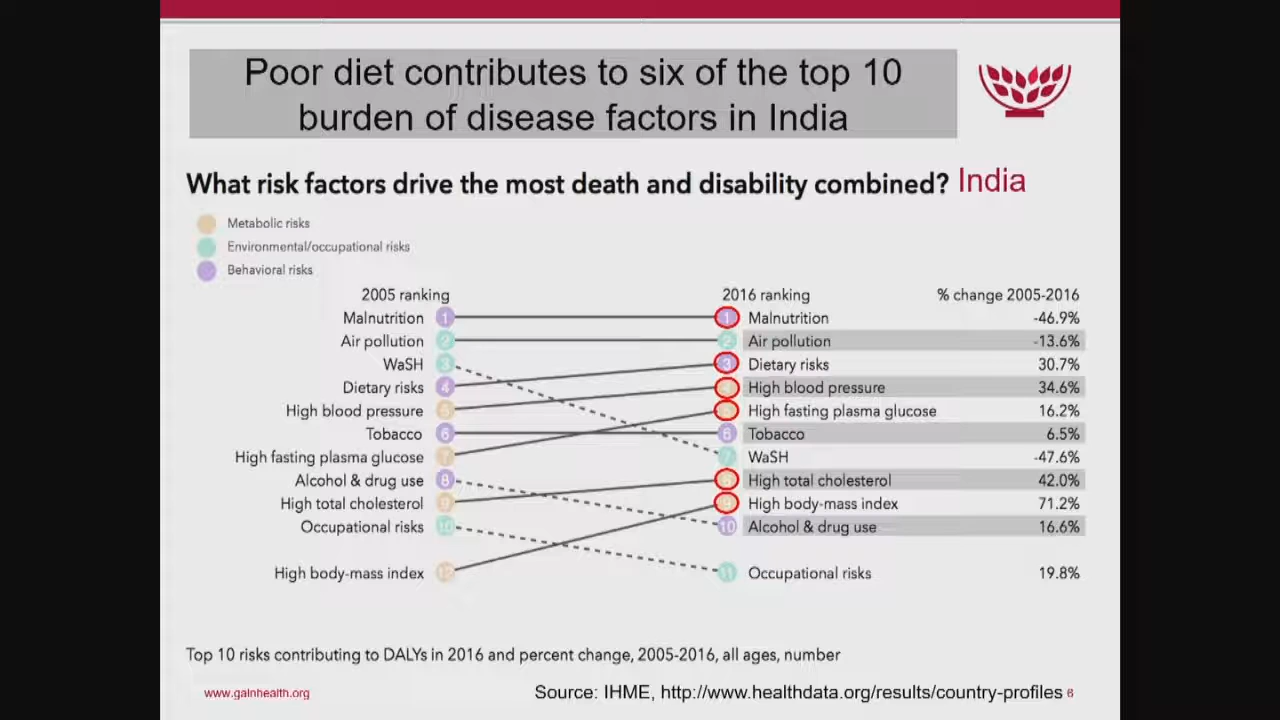 Poor diet contributes to six of the top 10
burden of disease factors in India
What risk factors drive the most death and disability combined? India
Metabolic risks
Environmental/occupational risks
Behavioral risks
2005 ranking 2016 ranking % change 2005-2016
Malnutrition 1 1 Malnutrition -46.9%
Air pollution 2 2 Air pollution -13.6%
WaSH 3 3 Dietary risks 30.7%
Dietary risks 4 4 High blood pressure 34.6%
High blood pressure 5 5 High fasting plasma glucose 16.2%
Tobacco 6 6 Tobacco 6.5%
High fasting plasma glucose 7 7 WaSH -47.6%
Alcohol & drug use 8 8 High total cholesterol 42.0%
High total cholesterol 9 9 High body-mass index 71.2%
Occupational risks 10 10 Alcohol & drug use 16.6%
High body-mass index 11 Occupational risks 19.8%
Top 10 risks contributing to DALYs in 2016 and percent change, 2005-2016, all ages, number
www.gainhealth.org Source: IHME, http://www.healthdata.org/results/country-profiles 6